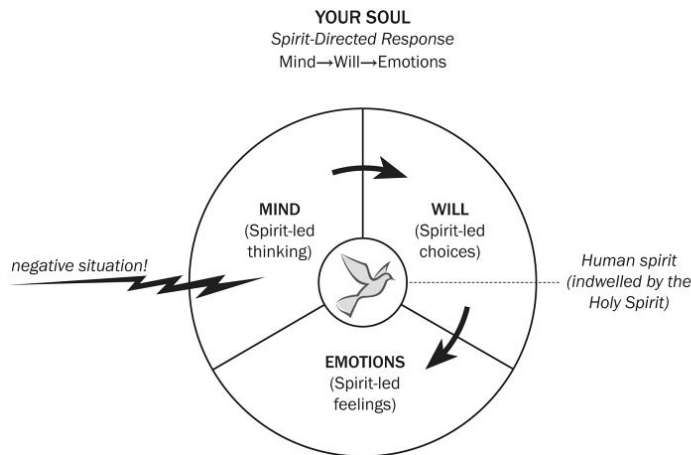 YOUR SOUL
Spirit-Directed Response
Mind→Will→Emotions
MIND
(Spirit-led
thinking)
WILL
(Spirit-led
choices)
negative situation!
Human spirit
(indwelled by the
Holy Spirit)
EMOTIONS
(Spirit-led
feelings)